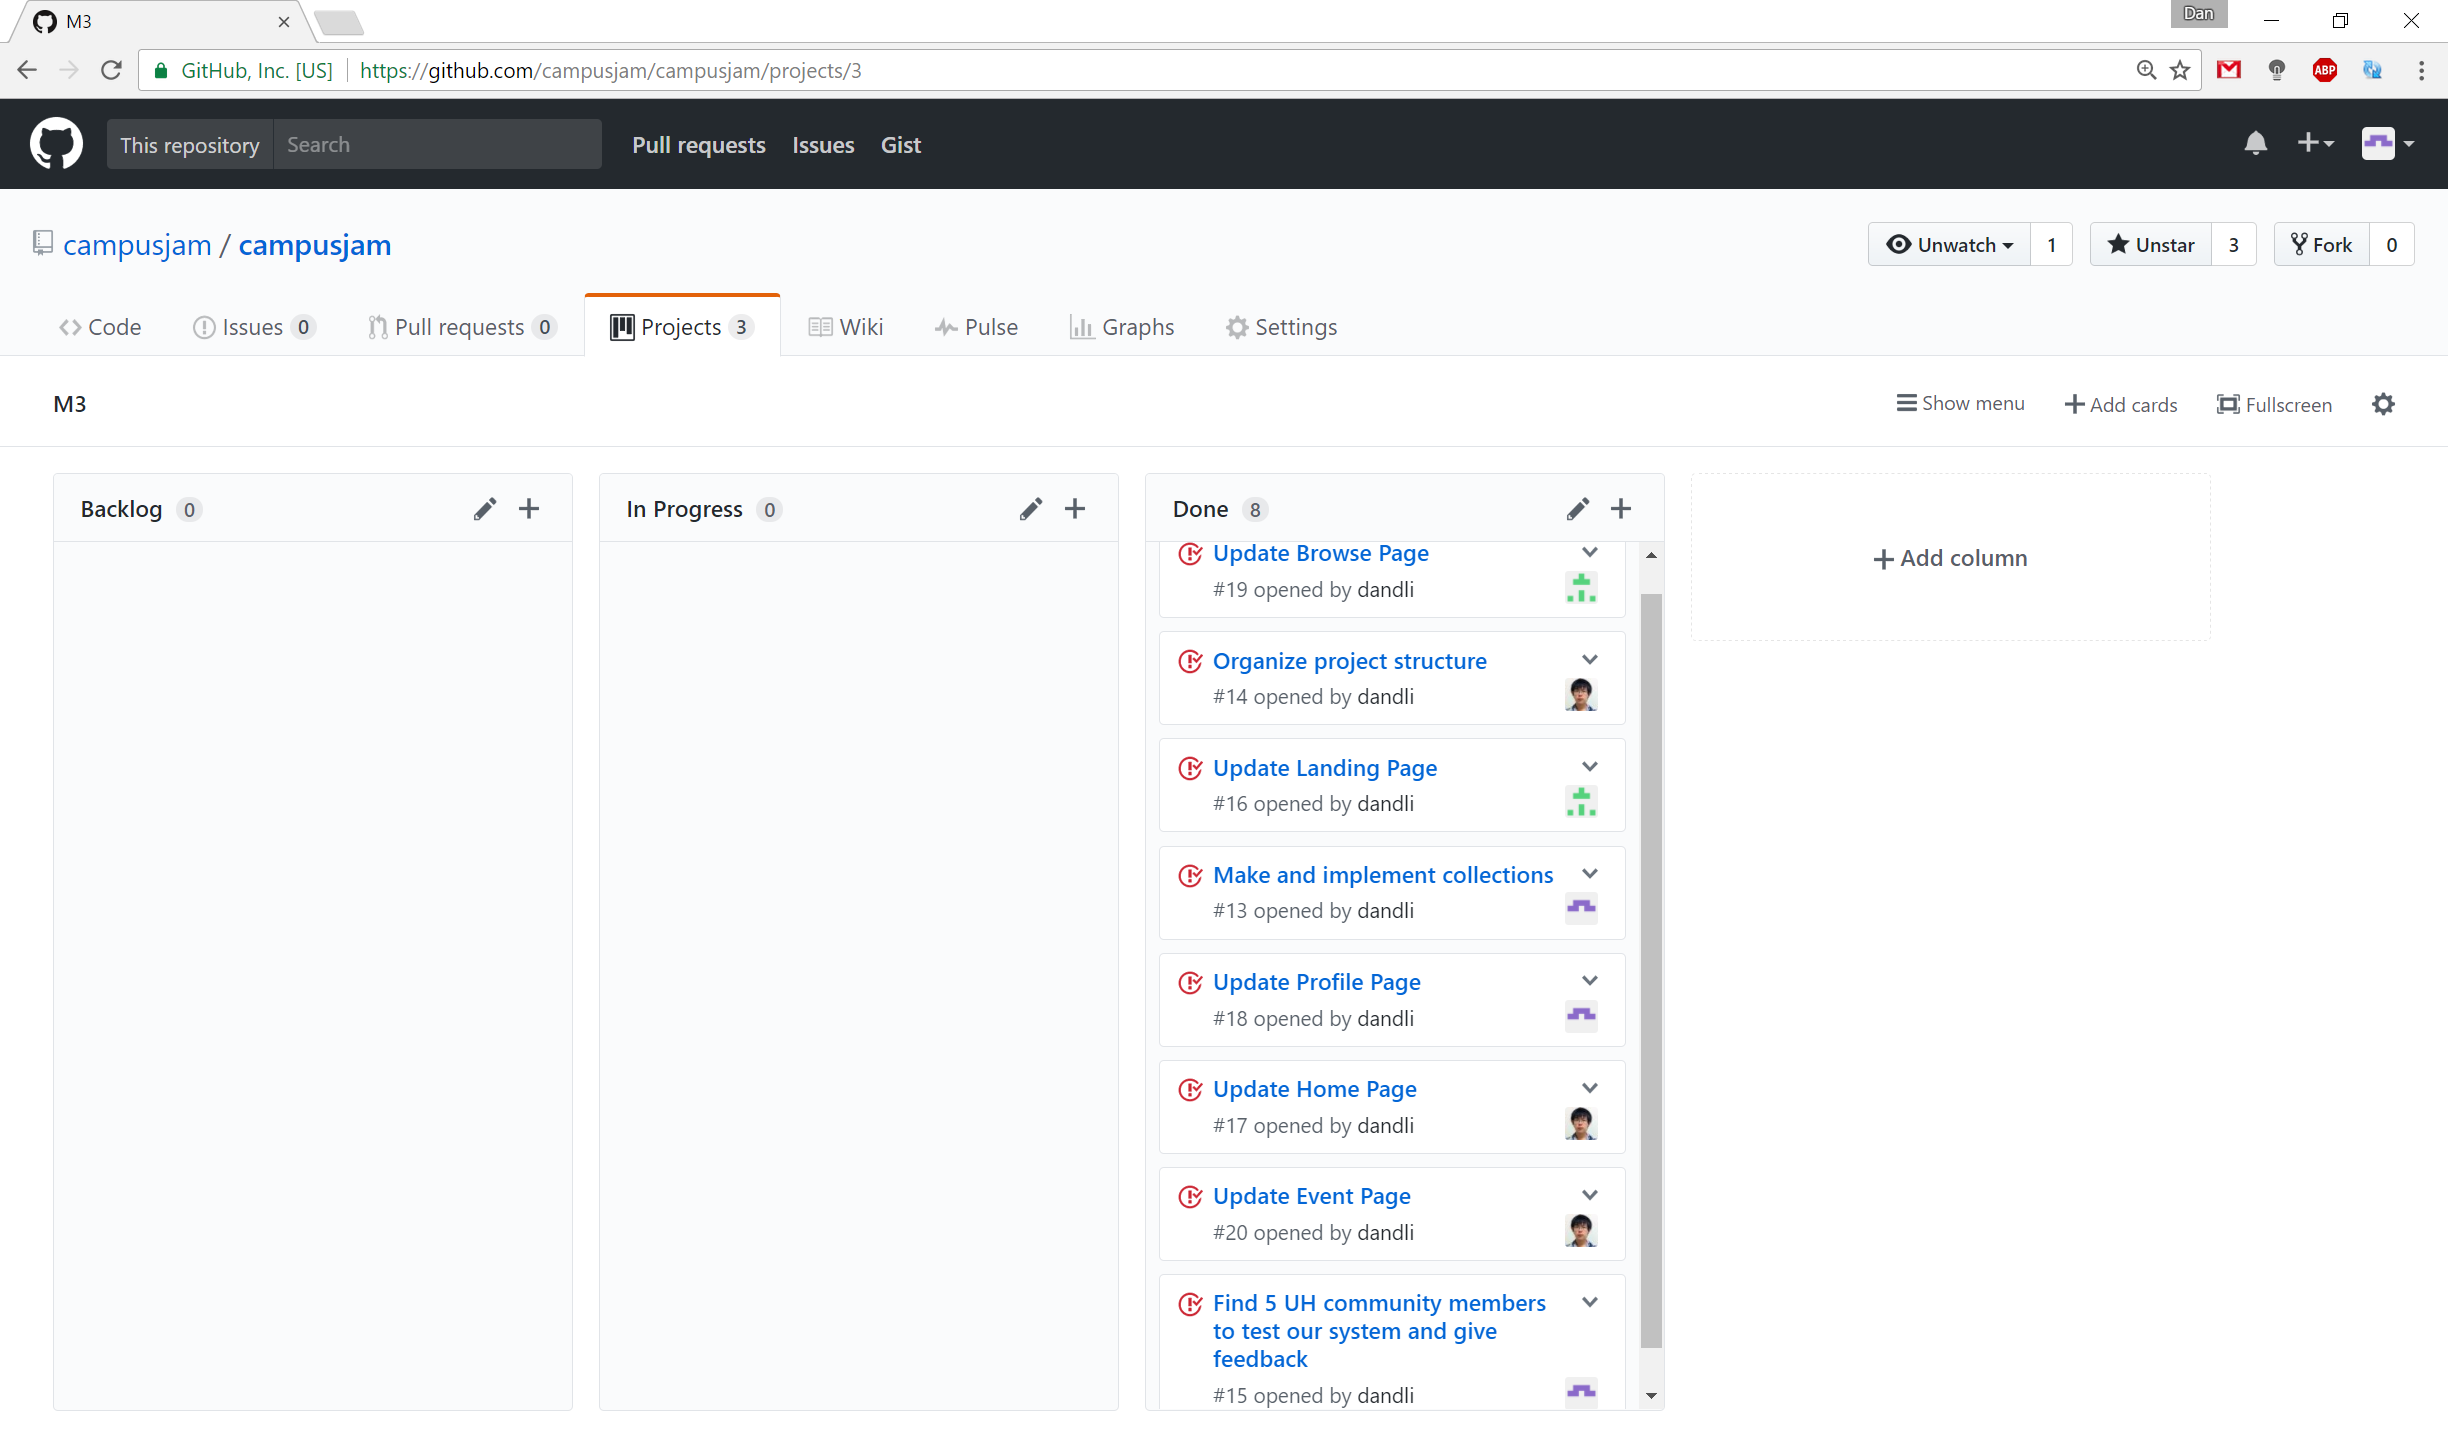 M3
Dan
GitHub, Inc. [US]
https://github.com/campusjam/campusjam/projects/3
ABP
This repository
Search
Pull requests
Issues
Gist
campusjam / campusjam
Unwatch 1
Unstar 3
Fork 0
Code
Issues 0
Pull requests 0
Projects 3
Wiki
Pulse
Graphs
Settings
M3
Show menu
Add cards
Fullscreen
Backlog 0
In Progress 0
Done 8
Update Browse Page
#19 opened by dandli
Organize project structure
#14 opened by dandli
Update Landing Page
#16 opened by dandli
Make and implement collections
#13 opened by dandli
Update Profile Page
#18 opened by dandli
Update Home Page
#17 opened by dandli
Update Event Page
#20 opened by dandli
Find 5 UH community members
to test our system and give
feedback
#15 opened by dandli
Add column